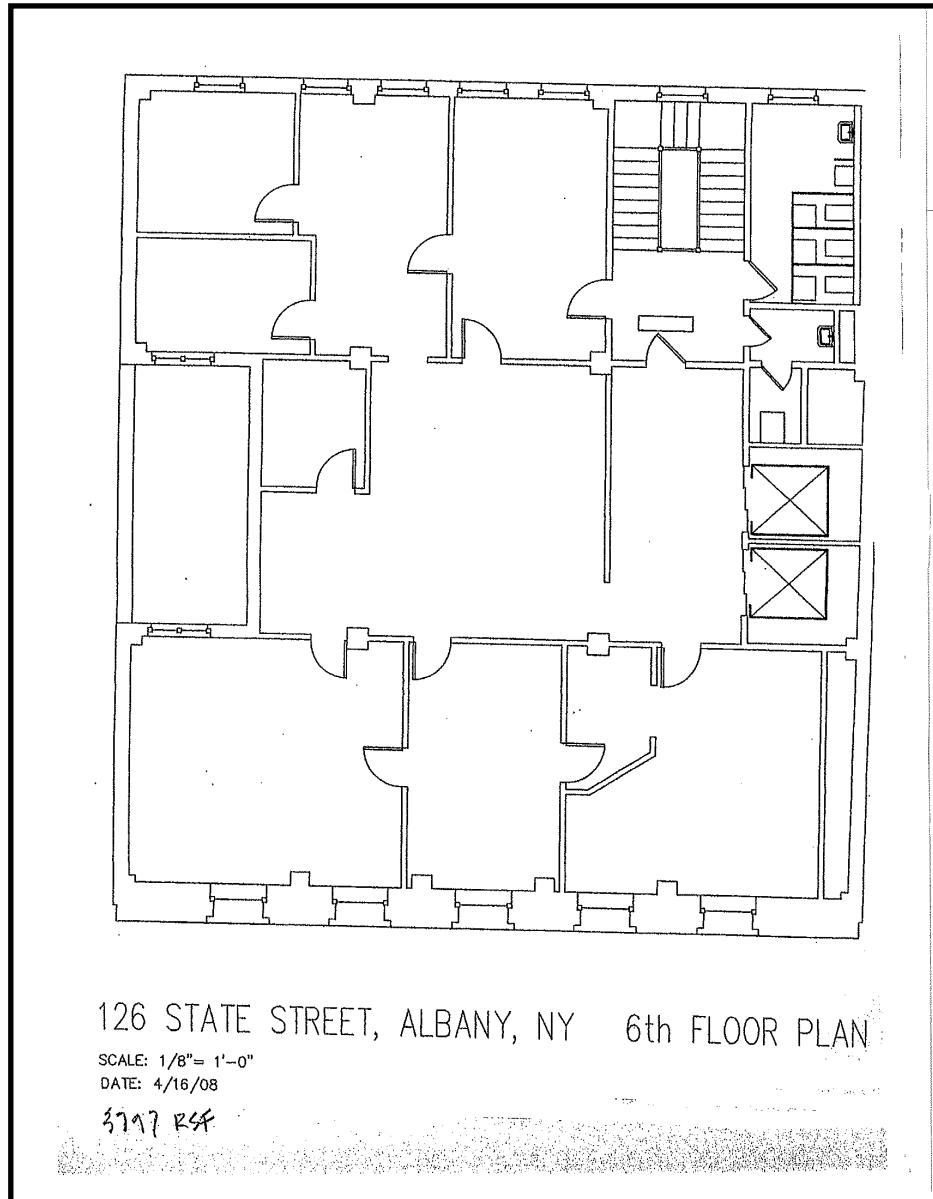 126 STATE STREET, ALBANY, NY 6th FLOOR PLAN
SCALE: 1/8"= 1'-0"
DATE: 4/16/08
3797 RSF